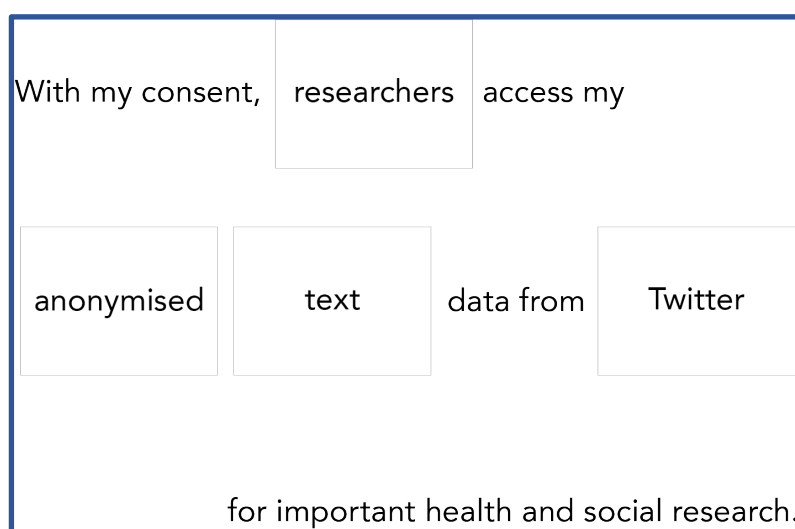 With my consent, researchers access my
anonymised text data from Twitter
for important health and social research.